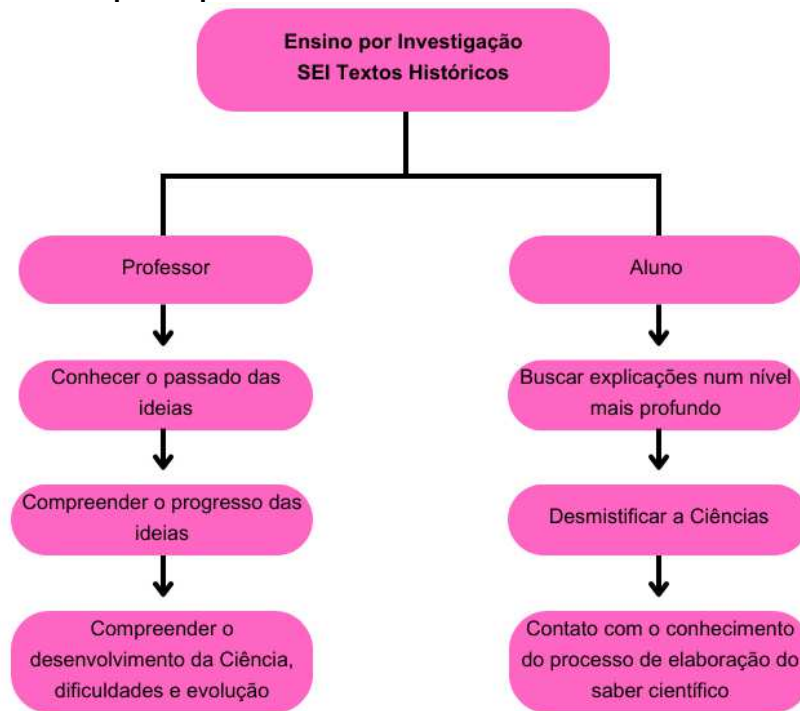 Ensino por Investigação
SEI Textos Históricos
Professor
Aluno
Conhecer o passado das
ideias
Buscar explicações num nível
mais profundo
Compreender o progresso das
ideias
Desmistificar a Ciências
Compreender o
desenvolvimento da Ciência,
dificuldades e evolução
Contato com o conhecimento
do processo de elaboração do
saber científico